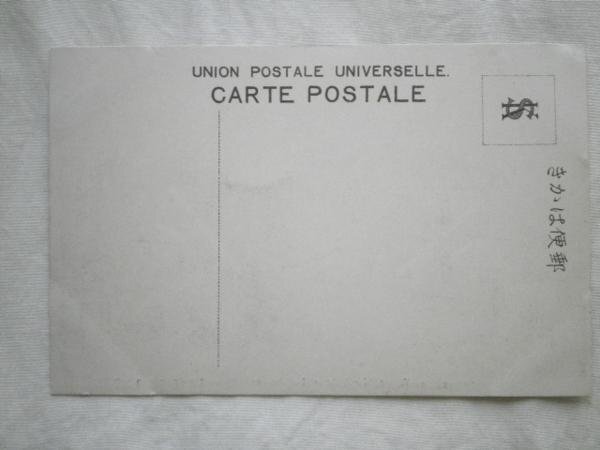 UNION POSTALE UNIVERSELLE.
CARTE POSTALE
郵便はかき